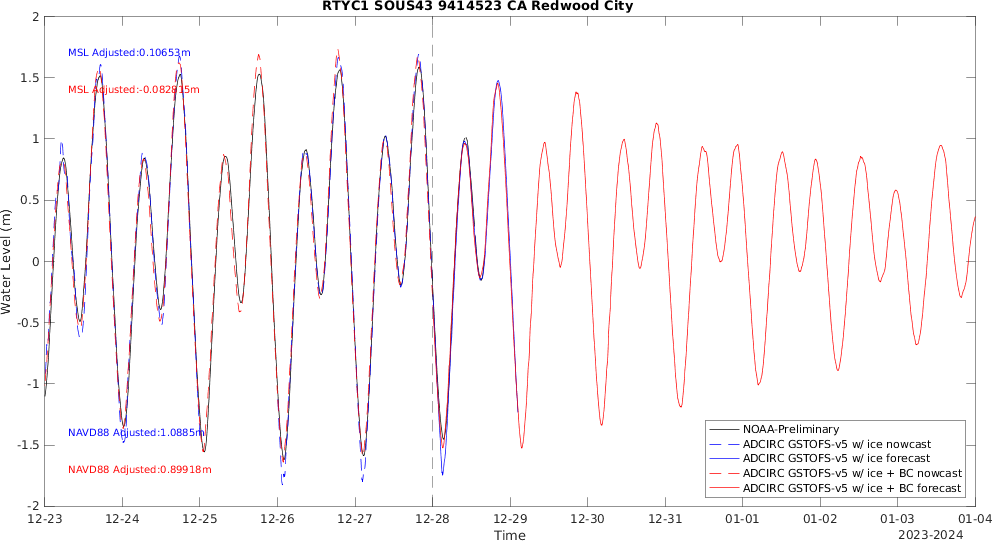 RTYC1 SOUS43 9414523 CA Redwood City
MSL Adjusted:0.10653m
MSL Adjusted:-0.082815m
NAVD88 Adjusted:1.0885m
NAVD88 Adjusted:0.89918m
Water Level (m)
2
1.5
1
0.5
0
-0.5
-1
-1.5
-2
NOAA-Preliminary
ADCIRC GSTOFS-v5 w/ ice nowcast
ADCIRC GSTOFS-v5 w/ ice forecast
ADCIRC GSTOFS-v5 w/ ice + BC nowcast
ADCIRC GSTOFS-v5 w/ ice + BC forecast
12-23 12-24 12-25 12-26 12-27 12-28 12-29 12-30 12-31 01-01 01-02 01-03 01-04
Time
2023-2024